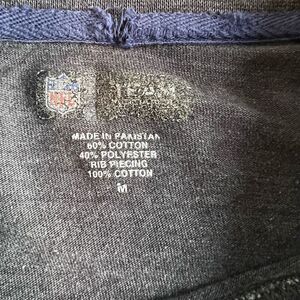 NFL
TEAM
MADE IN PAKISTAN
60% COTTON
40% POLYESTER
RIB PIECING
100% COTTON
M